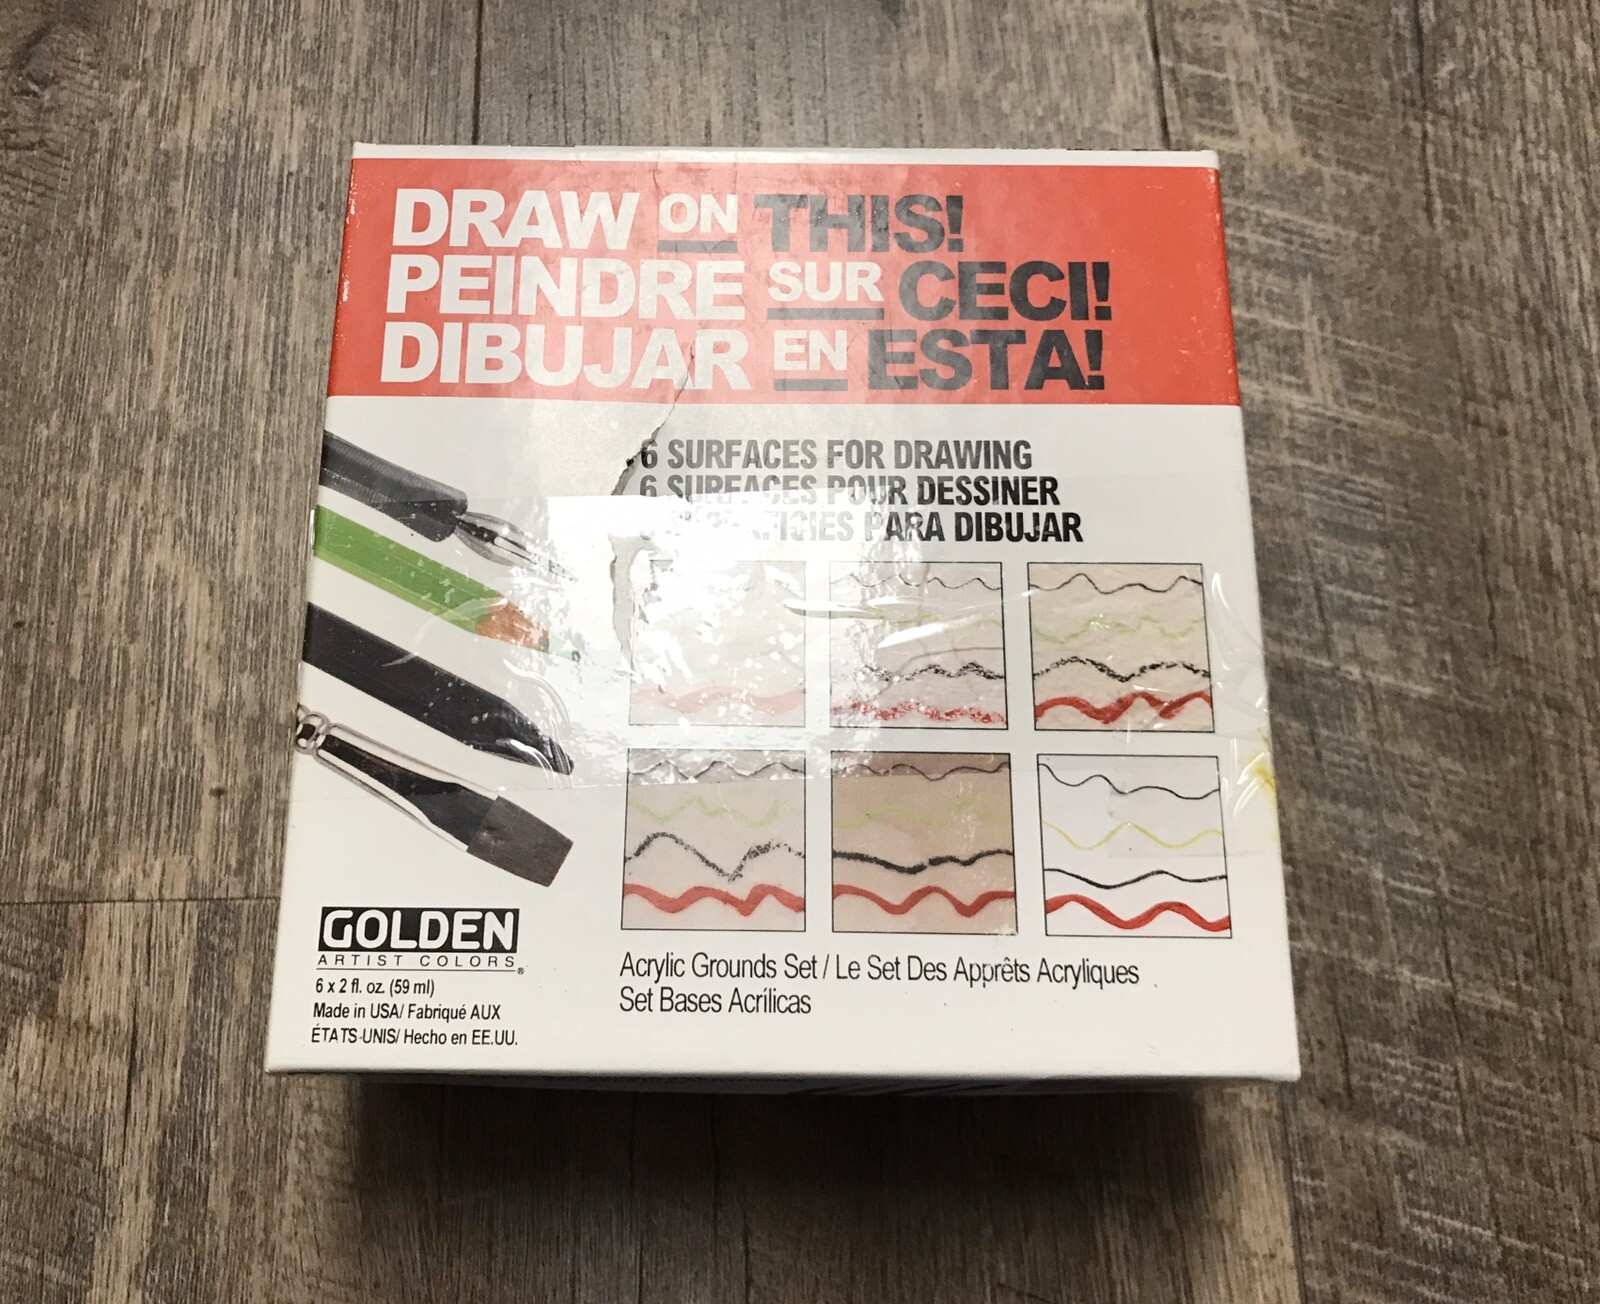 DRAW ON THIS!
PEINDRE SUR CECI!
DIBUJAR EN ESTA!
6 SURFACES FOR DRAWING
6 SURFACES POUR DESSINER
6 SUPERFICIES PARA DIBUJAR
GOLDEN
ARTIST COLORS®
6 x 2 fl. oz. (59 ml)
Made in USA/ Fabriqué AUX
ÉTATS-UNIS/ Hecho en EE.UU.
Acrylic Grounds Set / Le Set Des Apprêts Acryliques
Set Bases Acrílicas